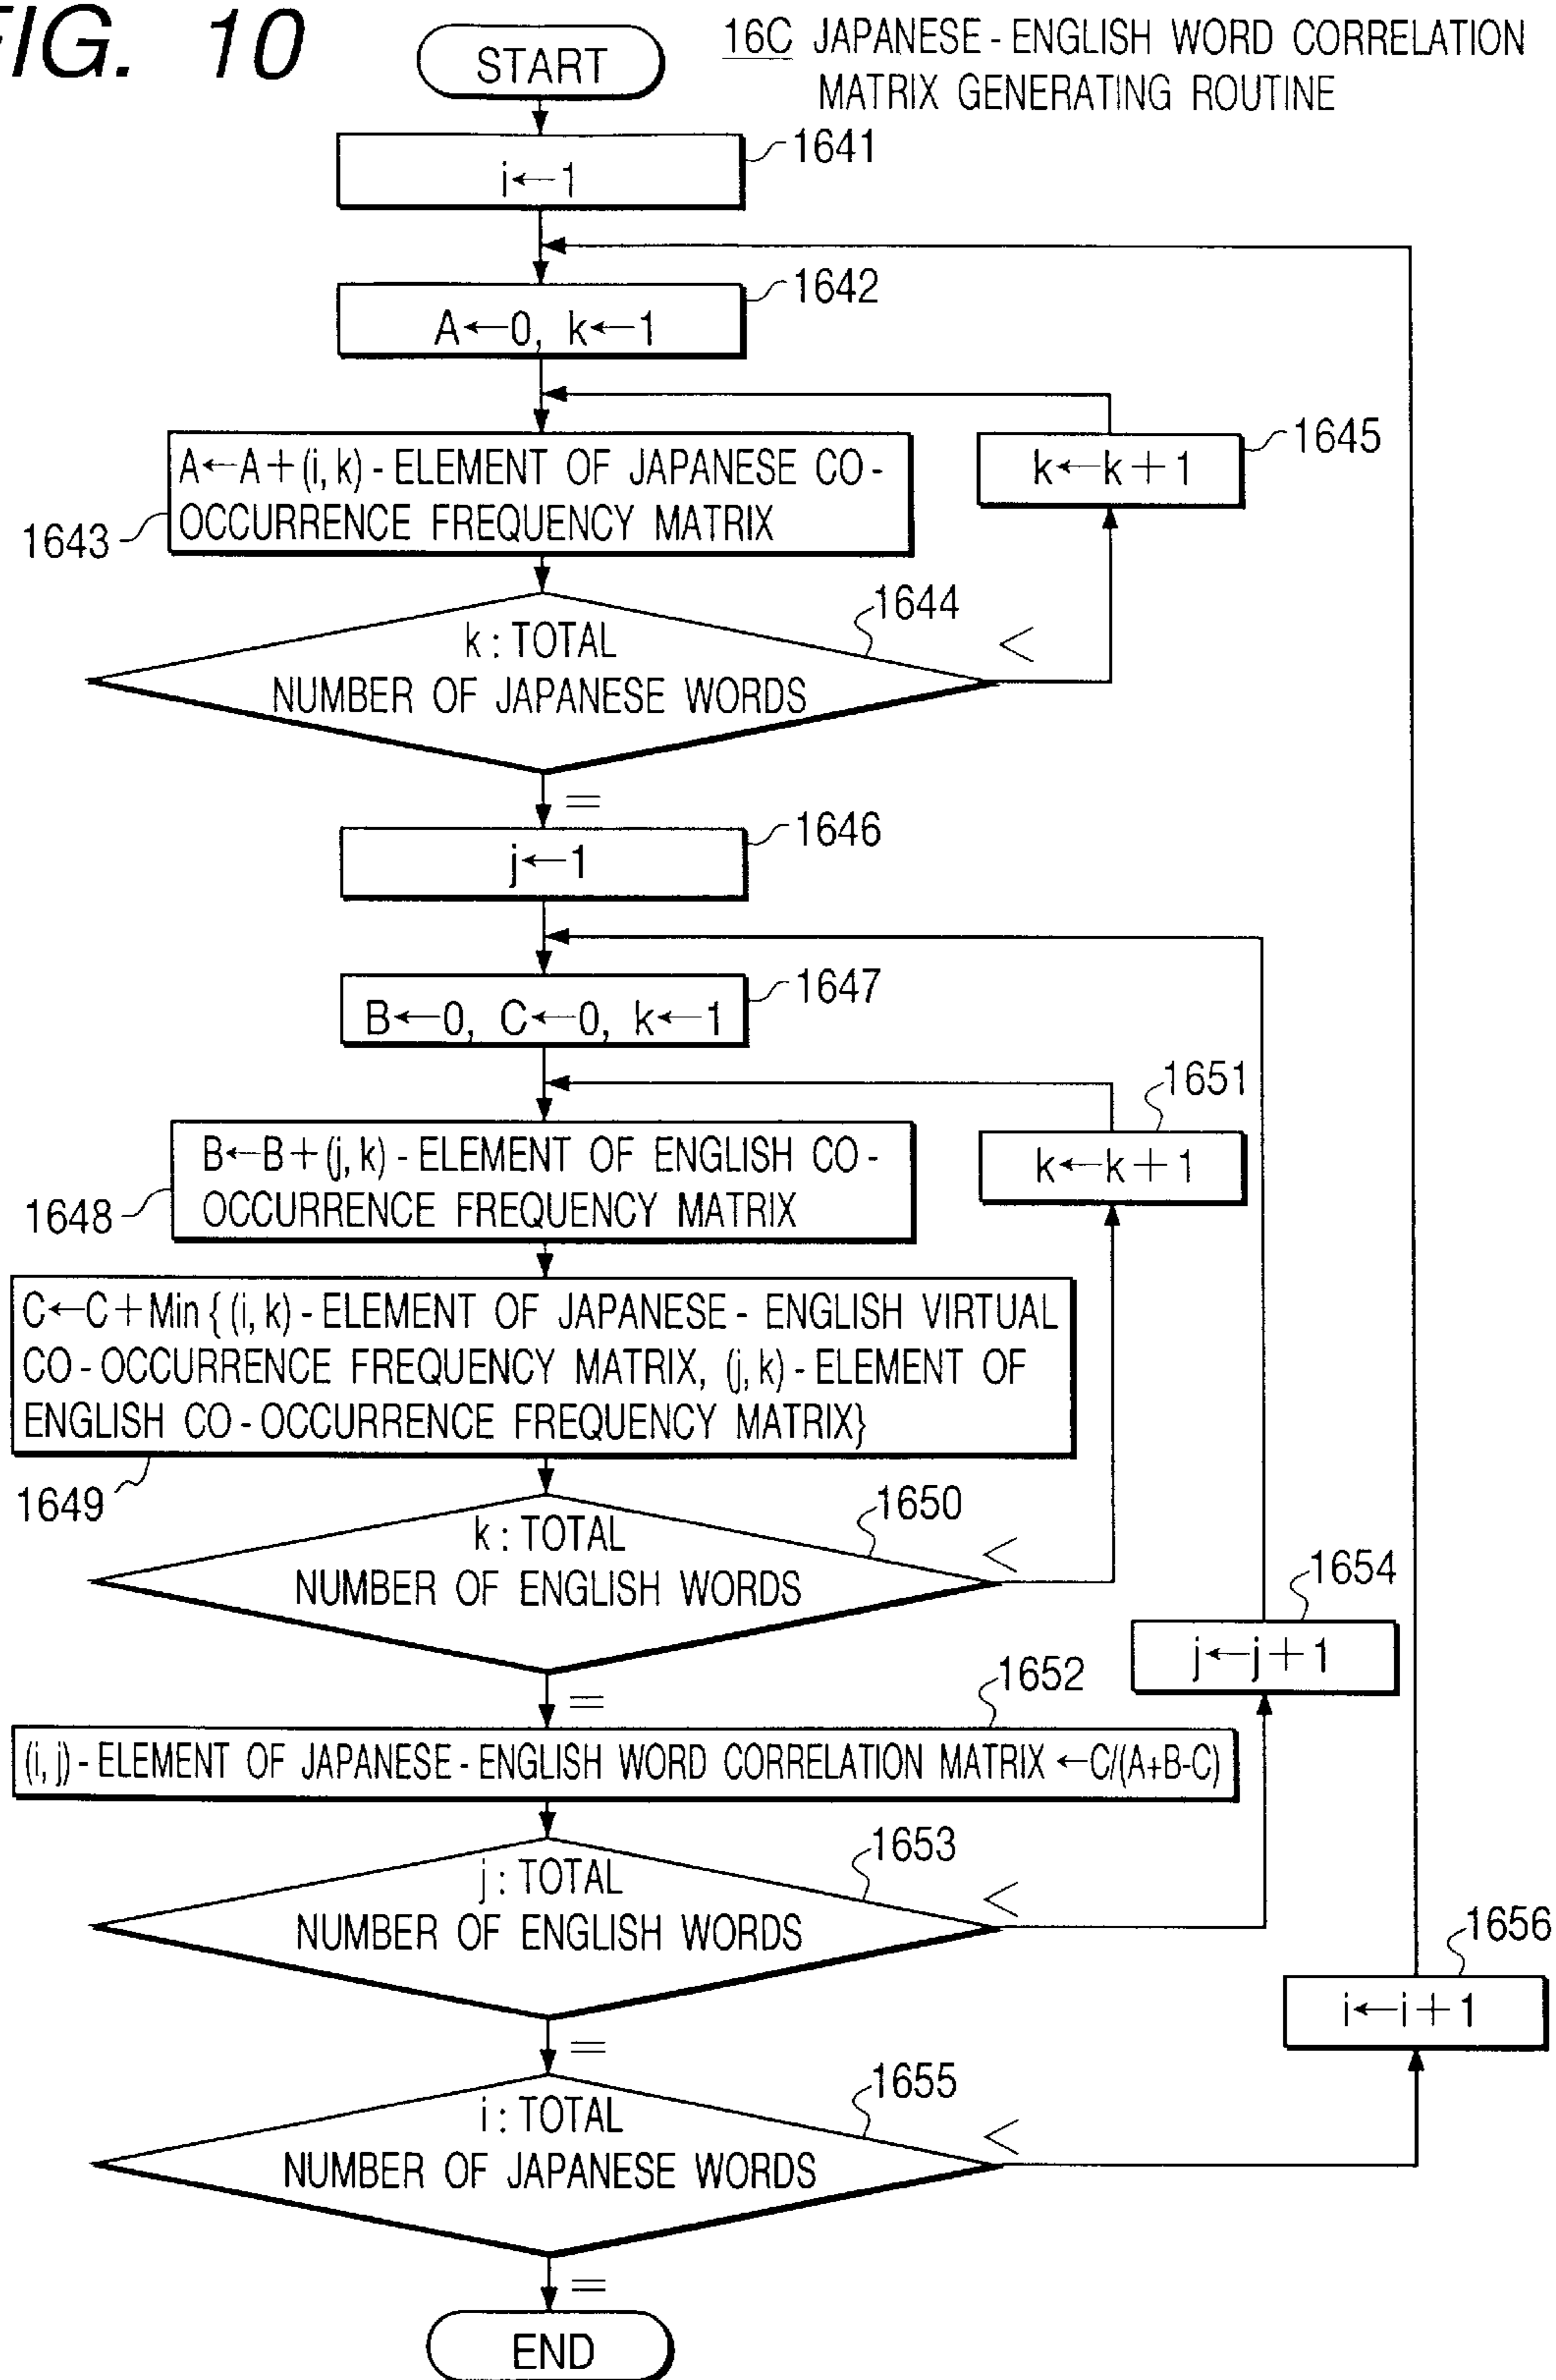 FIG. 10
16C JAPANESE-ENGLISH WORD CORRELATION
MATRIX GENERATING ROUTINE
START
1641
i←1
1642
A←0, k←1
A←A+(i, k)-ELEMENT OF JAPANESE CO-
OCCURRENCE FREQUENCY MATRIX
1643
k←k+1
1645
1644
k : TOTAL
NUMBER OF JAPANESE WORDS
<
=
1646
j←1
1647
B←0, C←0, k←1
1651
k←k+1
B←B+(j, k)-ELEMENT OF ENGLISH CO-
OCCURRENCE FREQUENCY MATRIX
1648
C←C+Min{(i, k)-ELEMENT OF JAPANESE-ENGLISH VIRTUAL
CO-OCCURRENCE FREQUENCY MATRIX, (j, k)-ELEMENT OF
ENGLISH CO-OCCURRENCE FREQUENCY MATRIX}
1649
1650
k : TOTAL
NUMBER OF ENGLISH WORDS
<
=
1654
j←j+1
1652
(i, j)-ELEMENT OF JAPANESE-ENGLISH WORD CORRELATION MATRIX ←C/(A+B-C)
1653
j : TOTAL
NUMBER OF ENGLISH WORDS
<
=
1656
i←i+1
1655
i : TOTAL
NUMBER OF JAPANESE WORDS
<
=
END